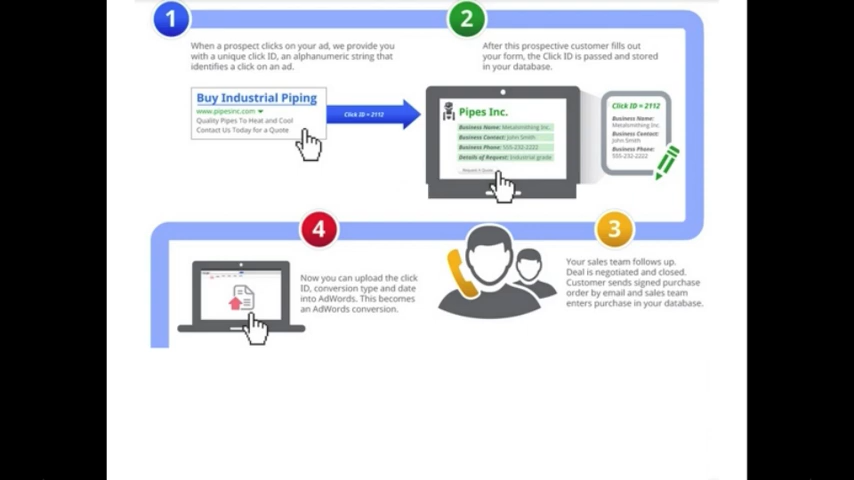 1
When a prospect clicks on your ad, we provide you
with a unique click ID, an alphanumeric string that
identifies a click on an ad.
Buy Industrial Piping
www.pipesinc.com
Quality Pipes To Heat and Cool
Contact Us Today for a Quote
Click ID = 2112
2
After this prospective customer fills out
your form, the Click ID is passed and stored
in your database.
Pipes Inc.
Business Name: Metalsmithing Inc.
Business Contact: John Smith
Business Phone: 555-232-2222
Details of Request: Industrial grade
Request A Quote
Click ID = 2112
Business Name:
Metalsmithing Inc.
Business Contact:
John Smith
Business Phone:
555-232-2222
3
Your sales team follows up.
Deal is negotiated and closed.
Customer sends signed purchase
order by email and sales team
enters purchase in your database.
4
Now you can upload the click
ID, conversion type and date
into AdWords. This becomes
an AdWords conversion.